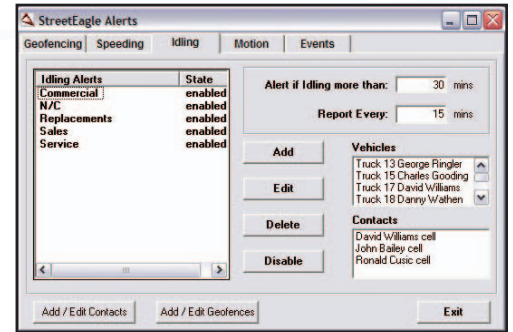 StreetEagle Alerts
Geofencing Speeding Idling Motion Events
Idling Alerts State
Commercial enabled
N/C enabled
Replacements enabled
Sales enabled
Service enabled
Alert if Idling more than: 30 mins
Report Every: 15 mins
Add
Edit
Delete
Disable
Vehicles
Truck 13 George Ringler
Truck 15 Charles Gooding
Truck 17 David Williams
Truck 18 Danny Wathen
Contacts
David Williams cell
John Bailey cell
Ronald Cusic cell
Add / Edit Contacts
Add / Edit Geofences
Exit